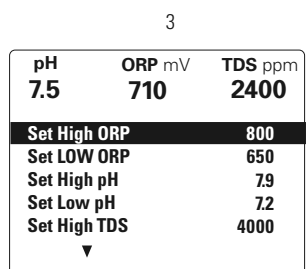 3
pH ORP mV TDS ppm
7.5 710 2400
Set High ORP 800
Set LOW ORP 650
Set High pH 7.9
Set Low pH 7.2
Set High TDS 4000